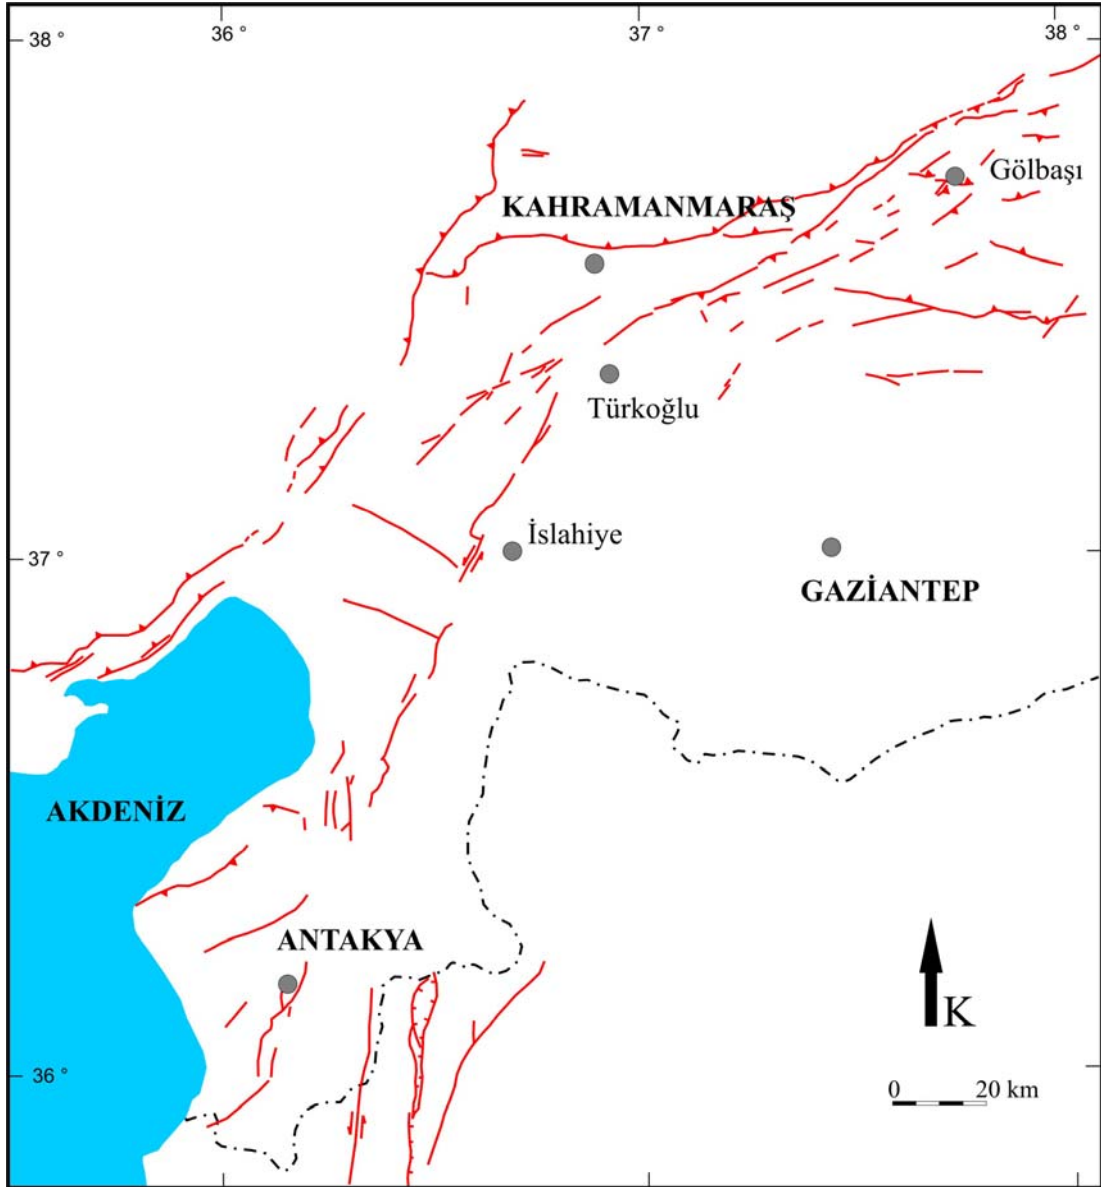 36 °
37 °
38 °
38 °
Gölbaşı
KAHRAMANMARAŞ
Türkoğlu
İslahiye
37 °
GAZİANTEP
AKDENİZ
ANTAKYA
K
36 °
0 20 km